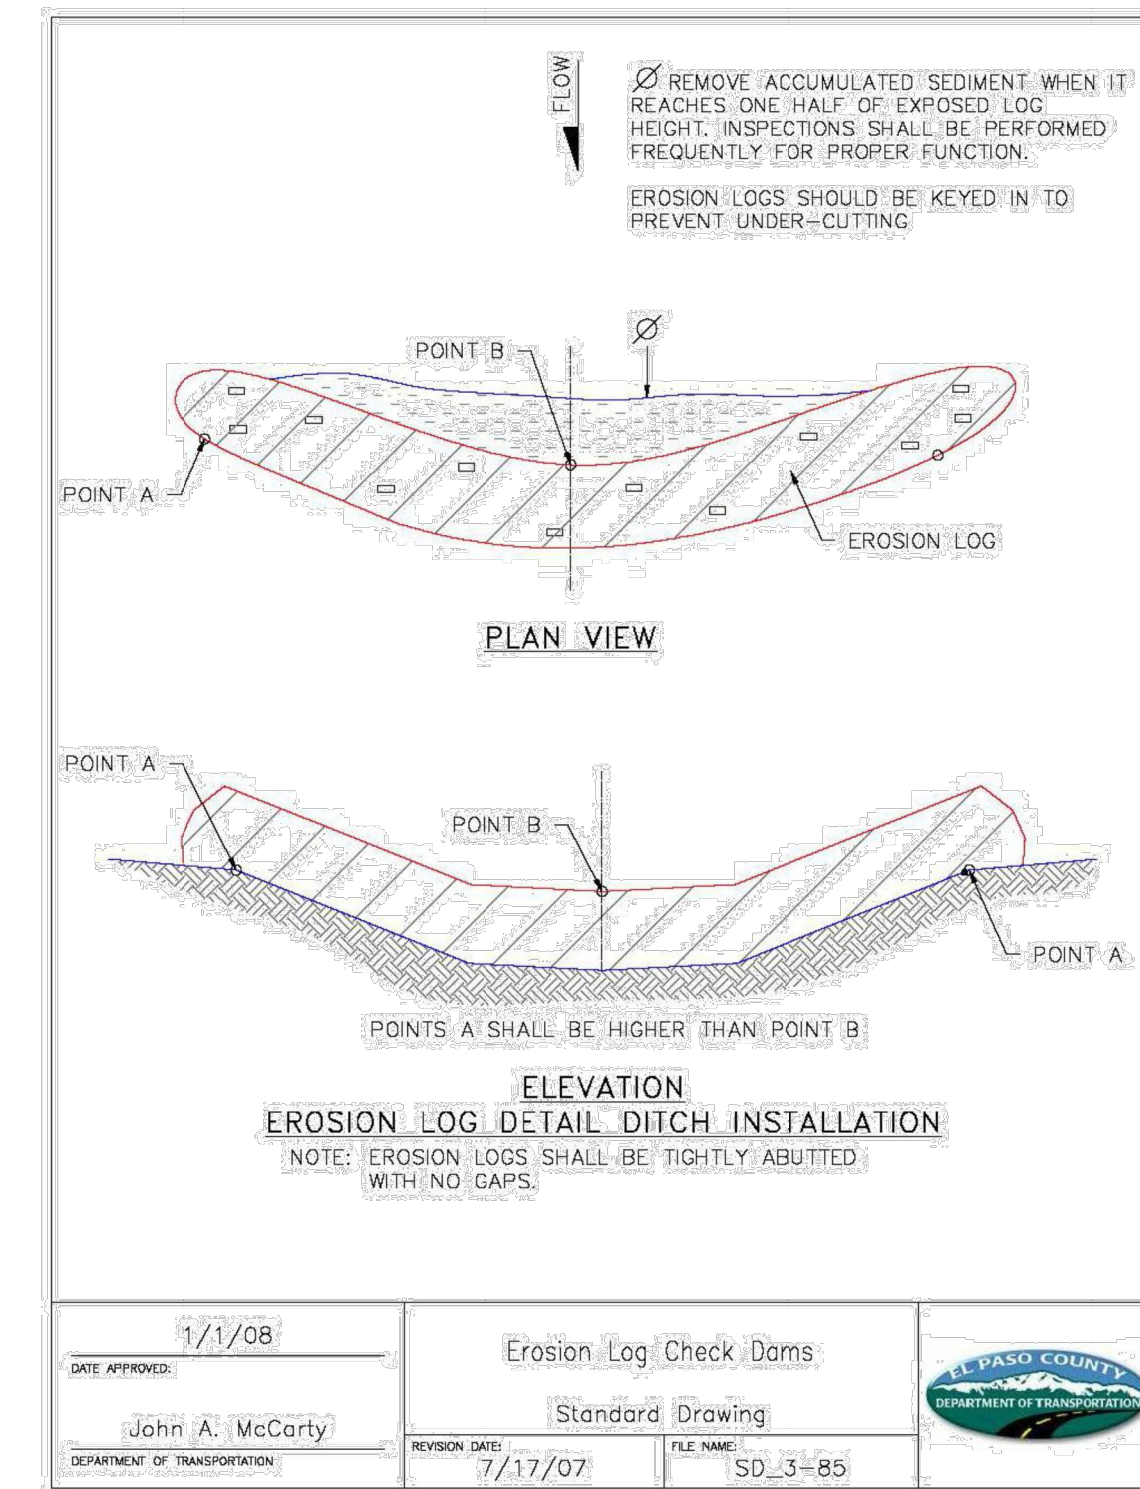 FLOW
Ø REMOVE ACCUMULATED SEDIMENT WHEN IT
REACHES ONE HALF OF EXPOSED LOG
HEIGHT. INSPECTIONS SHALL BE PERFORMED
FREQUENTLY FOR PROPER FUNCTION.
EROSION LOGS SHOULD BE KEYED IN TO
PREVENT UNDER-CUTTING
Ø
POINT B
POINT A
EROSION LOG
PLAN VIEW
POINT A
POINT B
POINT A
POINTS A SHALL BE HIGHER THAN POINT B
ELEVATION
EROSION LOG DETAIL DITCH INSTALLATION
NOTE: EROSION LOGS SHALL BE TIGHTLY ABUTTED
WITH NO GAPS.
1/1/08
DATE APPROVED:
John A. McCarty
DEPARTMENT OF TRANSPORTATION
Erosion Log Check Dams
Standard Drawing
REVISION DATE:
7/17/07
FILE NAME:
SD_3-85
EL PASO COUNTY
DEPARTMENT OF TRANSPORTATION